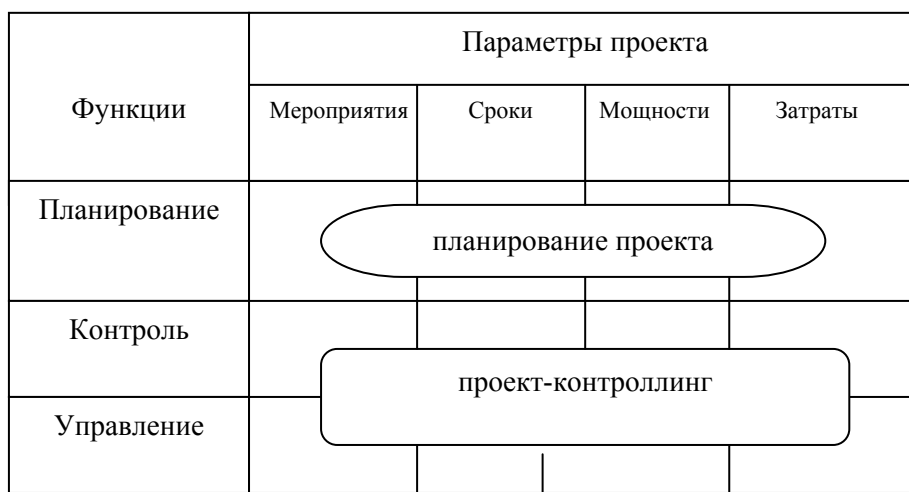 Параметры проекта
Функции
Мероприятия
Сроки
Мощности
Затраты
Планирование
планирование проекта
Контроль
проект-контроллинг
Управление